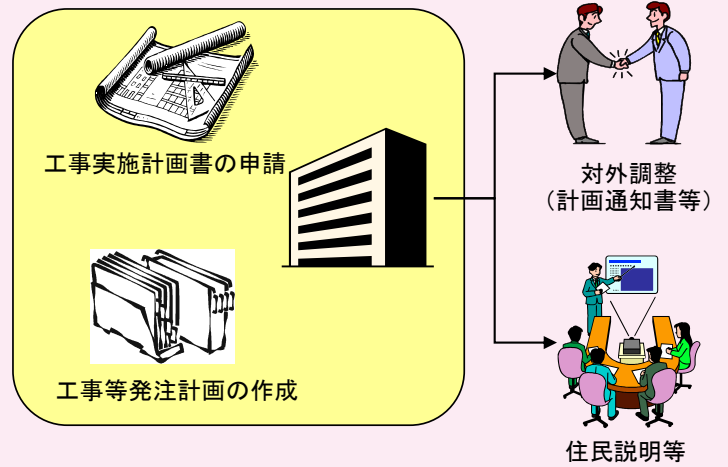 工事実施計画書の申請
工事等発注計画の作成
対外調整
（計画通知書等）
住民説明等